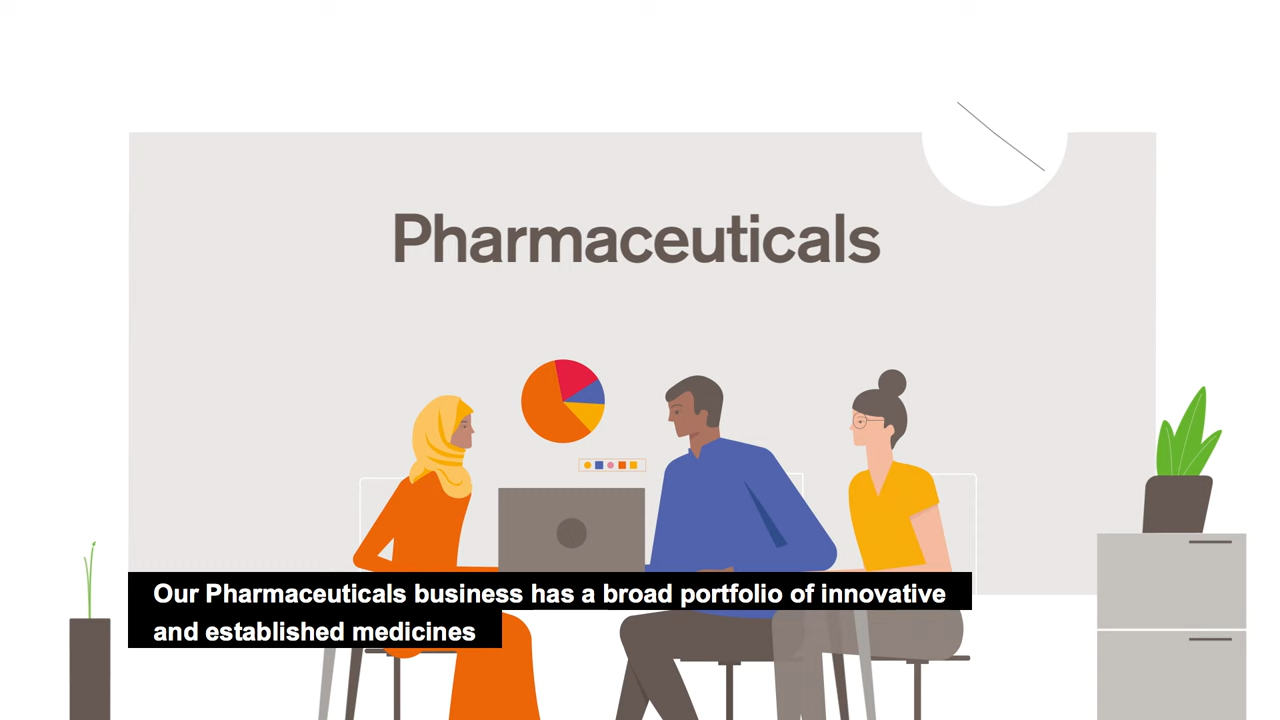 Pharmaceuticals
Our Pharmaceuticals business has a broad portfolio of innovative
and established medicines